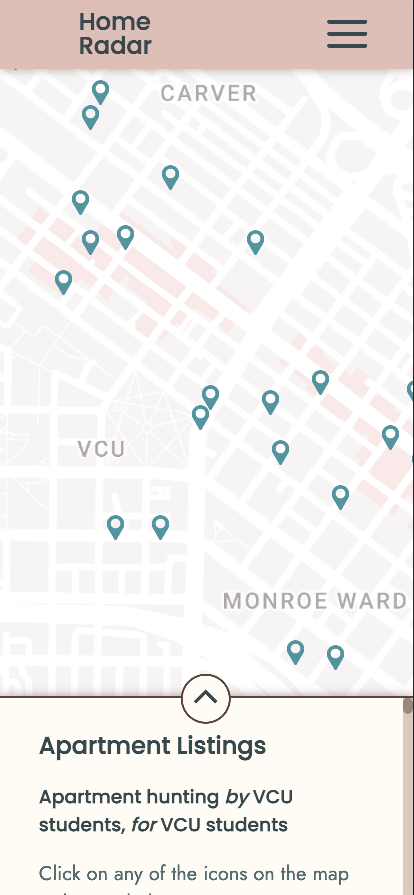 Home
Radar
CARVER
VCU
MONROE WARD
Apartment Listings
Apartment hunting by VCU
students, for VCU students
Click on any of the icons on the map